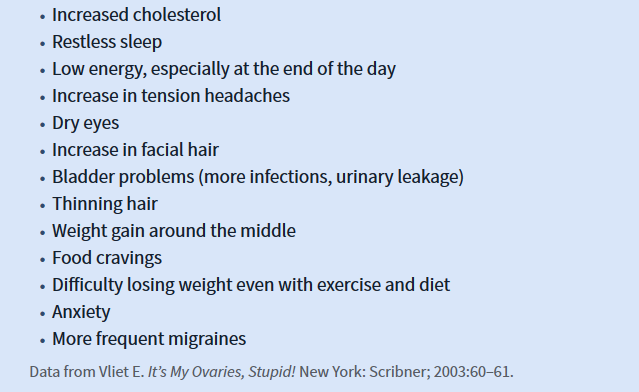 • Increased cholesterol
• Restless sleep
• Low energy, especially at the end of the day
• Increase in tension headaches
• Dry eyes
• Increase in facial hair
• Bladder problems (more infections, urinary leakage)
• Thinning hair
• Weight gain around the middle
• Food cravings
• Difficulty losing weight even with exercise and diet
• Anxiety
• More frequent migraines
Data from Vliet E. It’s My Ovaries, Stupid! New York: Scribner; 2003:60–61.